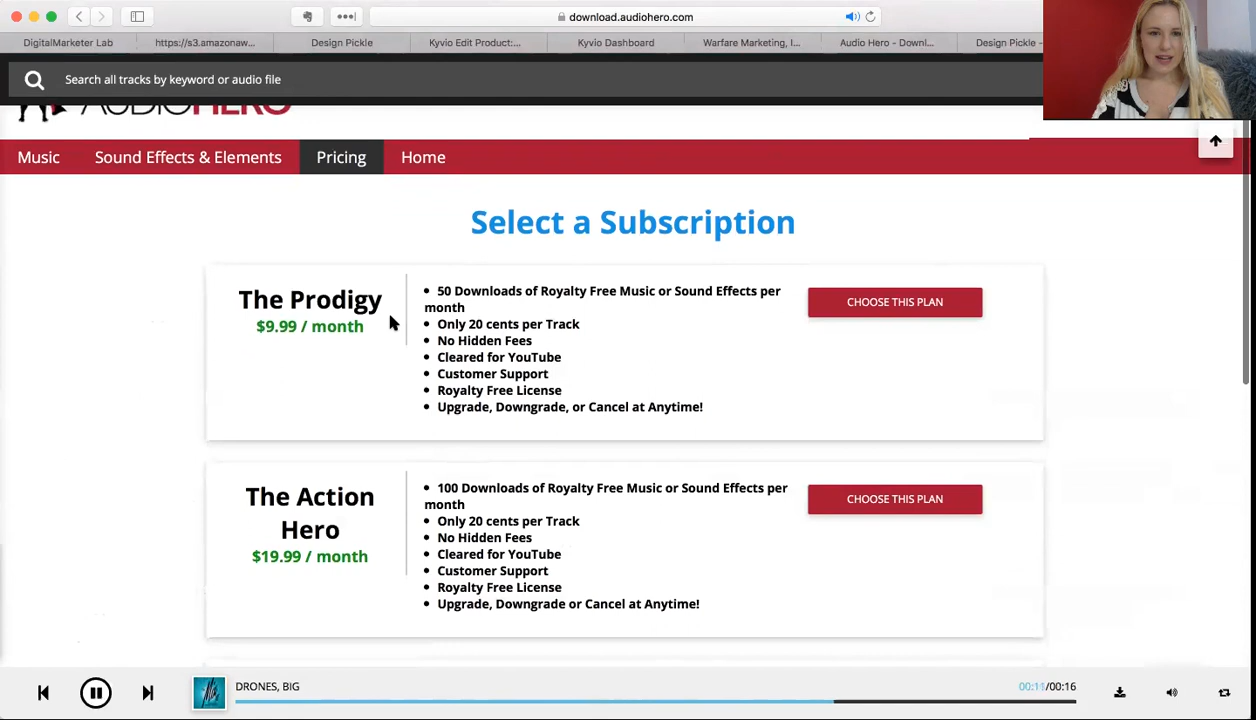 download.audiohero.com
DigitalMarketer Lab
https://s3.amazonaw...
Design Pickle
Kyvio Edit Product:...
Kyvio Dashboard
Warfare Marketing, I...
Audio Hero - Downl...
Design Pickle -
Search all tracks by keyword or audio file
AUDIOHERO
Music
Sound Effects & Elements
Pricing
Home
Select a Subscription
The Prodigy
$9.99 / month
50 Downloads of Royalty Free Music or Sound Effects per
month
Only 20 cents per Track
No Hidden Fees
Cleared for YouTube
Customer Support
Royalty Free License
Upgrade, Downgrade, or Cancel at Anytime!
CHOOSE THIS PLAN
The Action
Hero
$19.99 / month
100 Downloads of Royalty Free Music or Sound Effects per
month
Only 20 cents per Track
No Hidden Fees
Cleared for YouTube
Customer Support
Royalty Free License
Upgrade, Downgrade or Cancel at Anytime!
CHOOSE THIS PLAN
DRONES, BIG
00:11/00:16